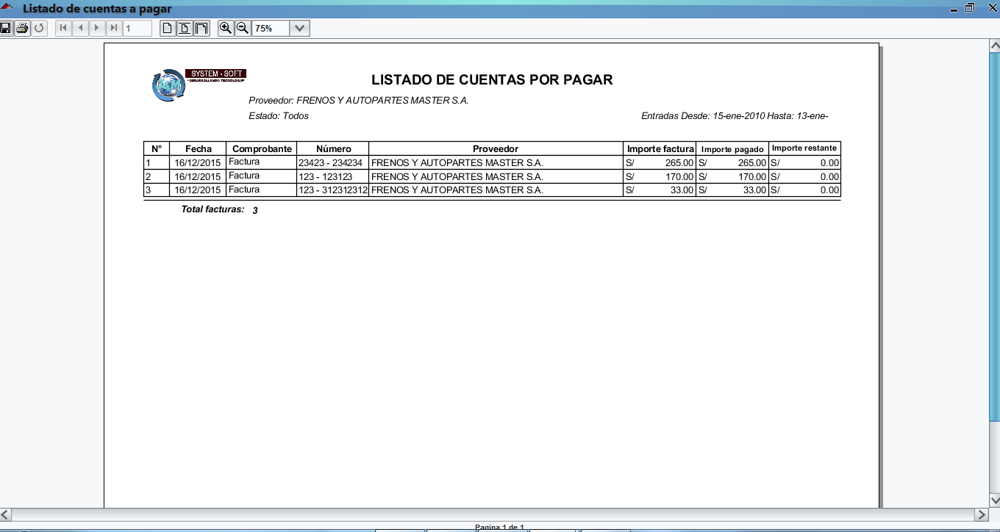 Listado de cuentas a pagar
1 75%
SYSTEM - SOFT
J&M
LISTADO DE CUENTAS POR PAGAR
Proveedor: FRENOS Y AUTOPARTES MASTER S.A.
Estado: Todos Entradas Desde: 15-ene-2010 Hasta: 13-ene-
N° Fecha Comprobante Número Proveedor Importe factura Importe pagado Importe restante
1 16/12/2015 Factura 23423 - 234234 FRENOS Y AUTOPARTES MASTER S.A. S/ 265.00 S/ 265.00 S/ 0.00
2 16/12/2015 Factura 123 - 123123 FRENOS Y AUTOPARTES MASTER S.A. S/ 170.00 S/ 170.00 S/ 0.00
3 16/12/2015 Factura 123 - 312312312 FRENOS Y AUTOPARTES MASTER S.A. S/ 33.00 S/ 33.00 S/ 0.00
Total facturas: 3
Pagina 1 de 1